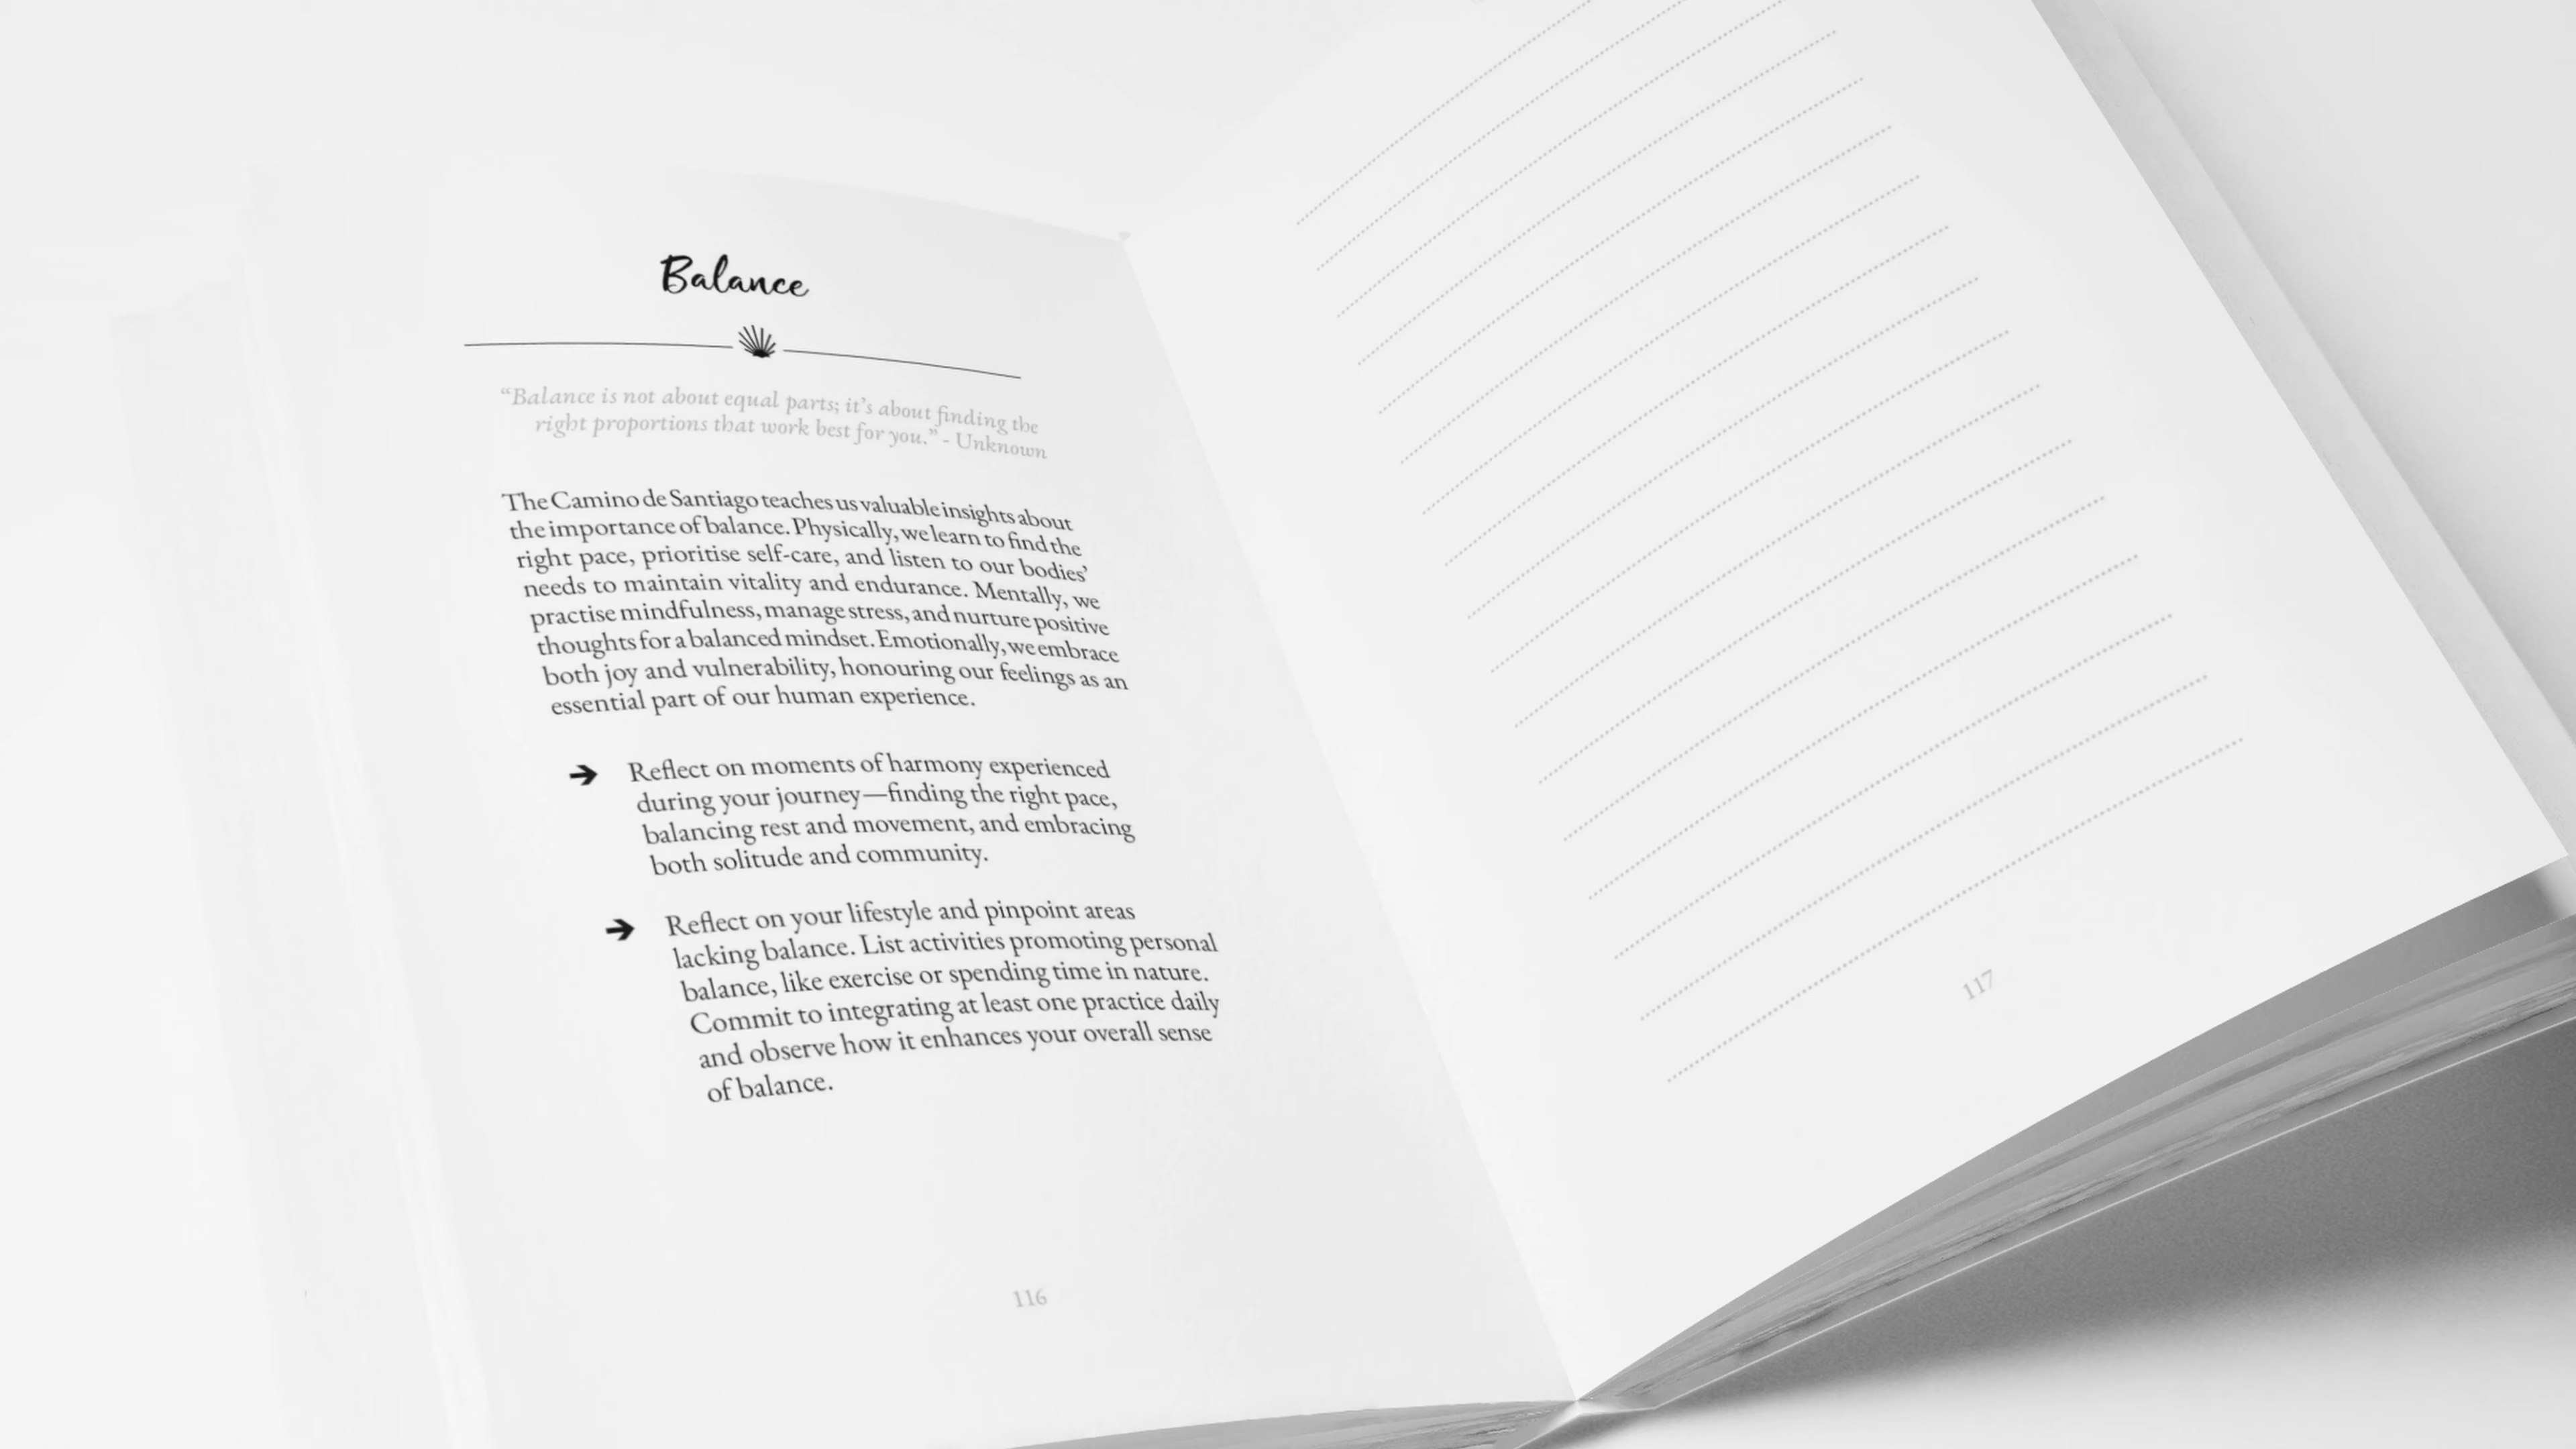 Balance
“Balance is not about equal parts; it’s about finding the
right proportions that work best for you.” - Unknown
The Camino de Santiago teaches us valuable insights about
the importance of balance. Physically, we learn to find the
right pace, prioritise self-care, and listen to our bodies’
needs to maintain vitality and endurance. Mentally, we
practise mindfulness, manage stress, and nurture positive
thoughts for a balanced mindset. Emotionally, we embrace
both joy and vulnerability, honouring our feelings as an
essential part of our human experience.
➔ Reflect on moments of harmony experienced
during your journey—finding the right pace,
balancing rest and movement, and embracing
both solitude and community.
➔ Reflect on your lifestyle and pinpoint areas
lacking balance. List activities promoting personal
balance, like exercise or spending time in nature.
Commit to integrating at least one practice daily
and observe how it enhances your overall sense
of balance.
116
117